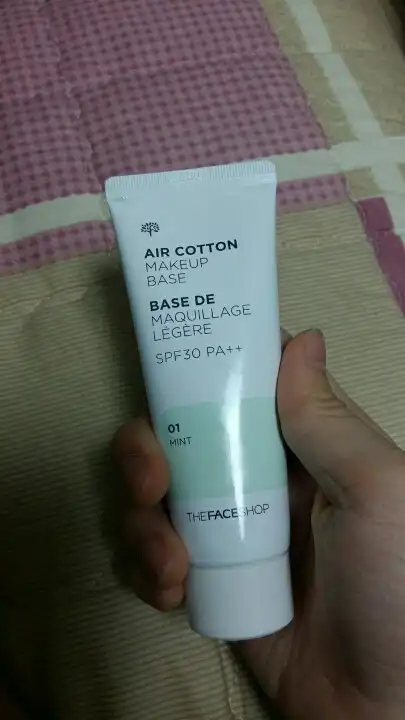 AIR COTTON
MAKEUP
BASE
BASE DE
MAQUILLAGE
LÉGÈRE
SPF30 PA++
01
MINT
THEFACESHOP